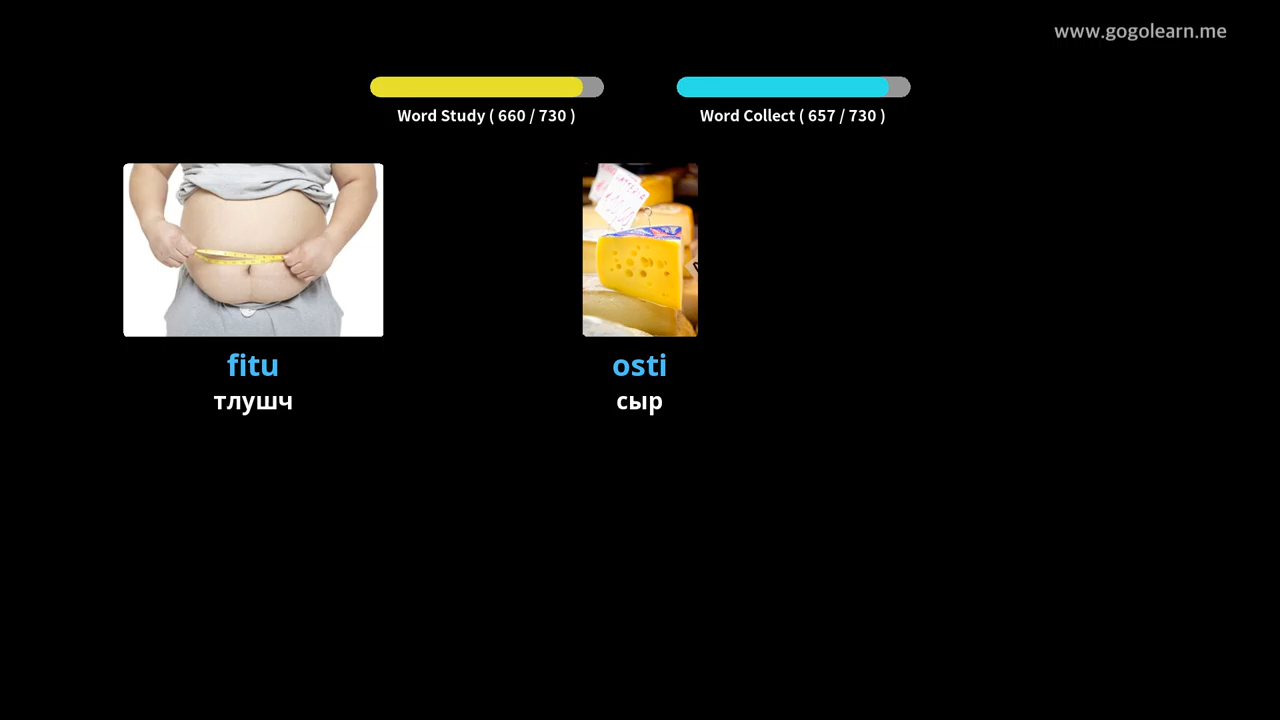 www.gogolearn.me
Word Study ( 660 / 730 )
Word Collect ( 657 / 730 )
fitu
тлушч
osti
сыр